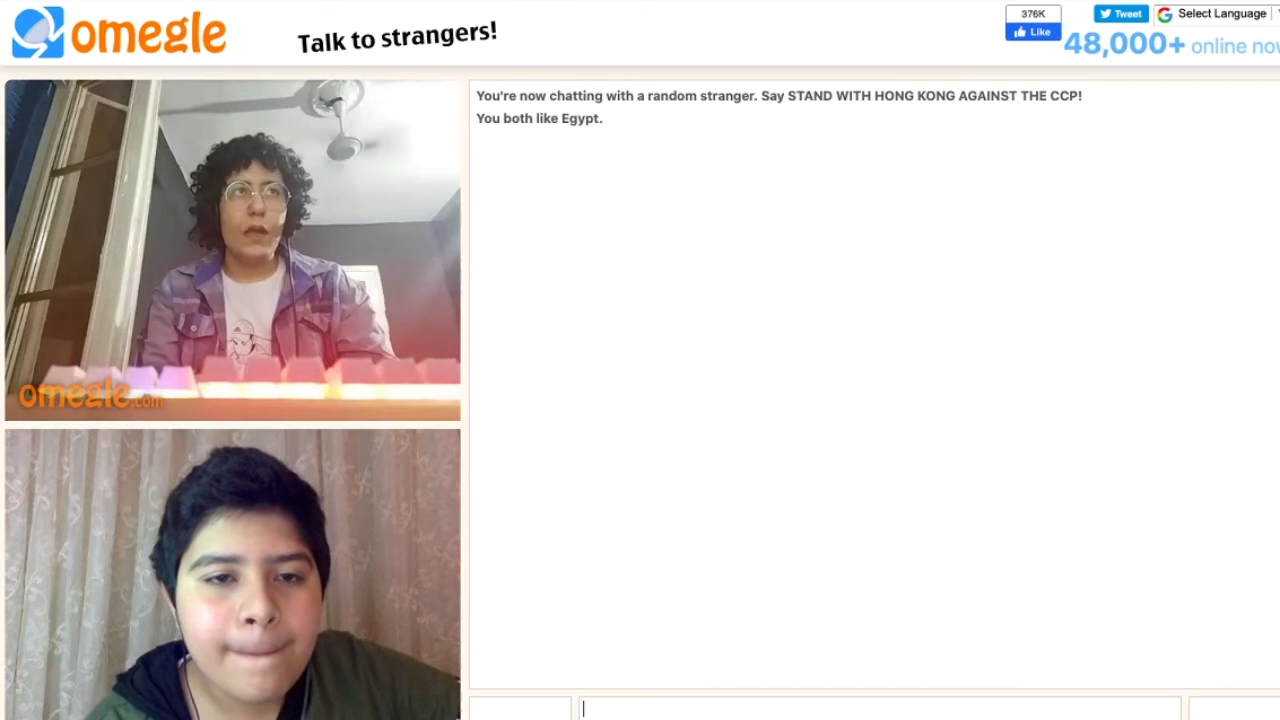 omegle
Talk to strangers!
376K
Like
Tweet
Select Language
48,000+ online now
You're now chatting with a random stranger. Say STAND WITH HONG KONG AGAINST THE CCP!
You both like Egypt.
omegle.com